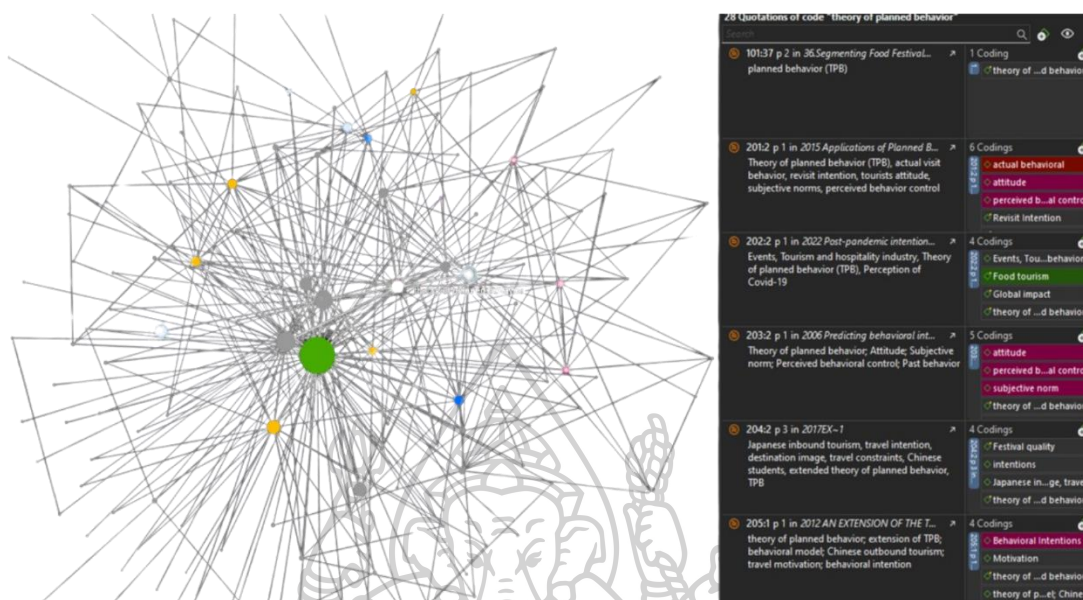 28 Quotations of code "theory of planned behavior"
Search
101:37 p 2 in 36.Segmenting Food Festival...
planned behavior (TPB)
1 Coding
theory of ...d behavio
201:2 p 1 in 2015 Applications of Planned B...
Theory of planned behavior (TPB), actual visit
behavior, revisit intention, tourists attitude,
subjective norms, perceived behavior control
6 Codings
actual behavioral
attitude
perceived b...al contro
Revisit Intention
202:2 p 1 in 2022 Post-pandemic intention...
Events, Tourism and hospitality industry, Theory
of planned behavior (TPB), Perception of
Covid-19
4 Codings
Events, Tou...behavior
Food tourism
Global impact
theory of ...d behavio
203:2 p 1 in 2006 Predicting behavioral int...
Theory of planned behavior; Attitude; Subjective
norm; Perceived behavioral control; Past behavior
5 Codings
attitude
perceived b...al contro
subjective norm
theory of ...d behavio
204:2 p 3 in 2017EX~1
Japanese inbound tourism, travel intention,
destination image, travel constraints, Chinese
students, extended theory of planned behavior,
TPB
4 Codings
Festival quality
intentions
Japanese in...ge, trave
theory of ...d behavio
205:1 p 1 in 2012 AN EXTENSION OF THE T...
theory of planned behavior; extension of TPB;
behavioral model; Chinese outbound tourism;
travel motivation; behavioral intention
4 Codings
Behavioral Intentions
Motivation
theory of ...d behavio
theory of p...el; Chine